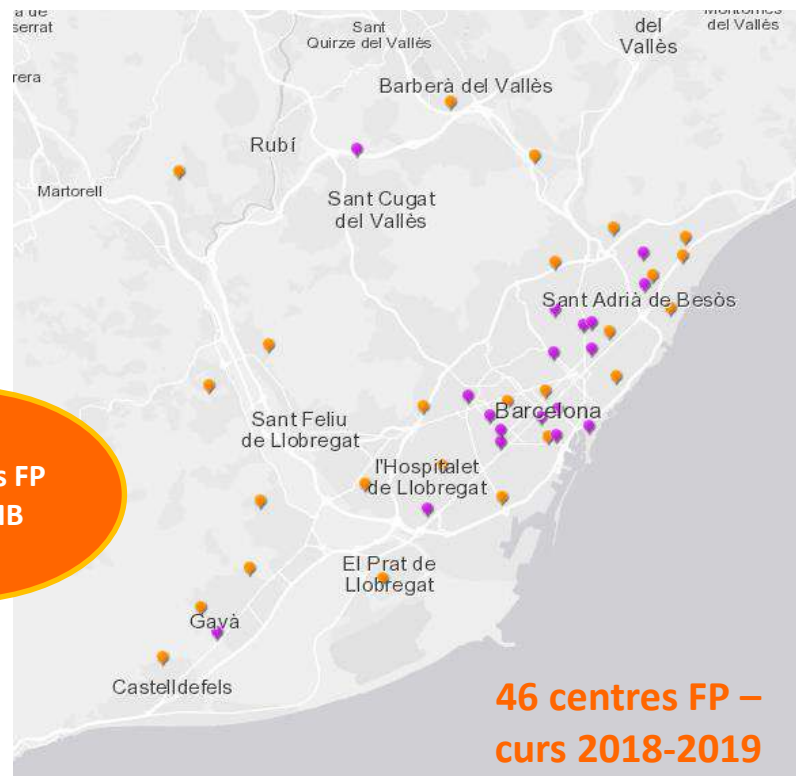 Sant
Quirze del Vallès
del
Vallès
del Vallès
Barberà del Vallès
Rubí
Martorell
Sant Cugat
del Vallès
Sant Adrià de Besòs
Barcelona
Sant Feliu
de Llobregat
l'Hospitalet
de Llobregat
FP
El Prat de
Llobregat
Gavà
Castelldefels
46 centres FP –
curs 2018-2019